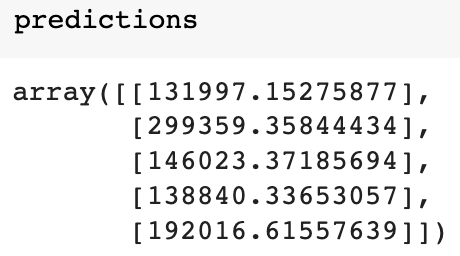 predictions
array([[131997.15275877],
[299359.35844434],
[146023.37185694],
[138840.33653057],
[192016.61557639]])